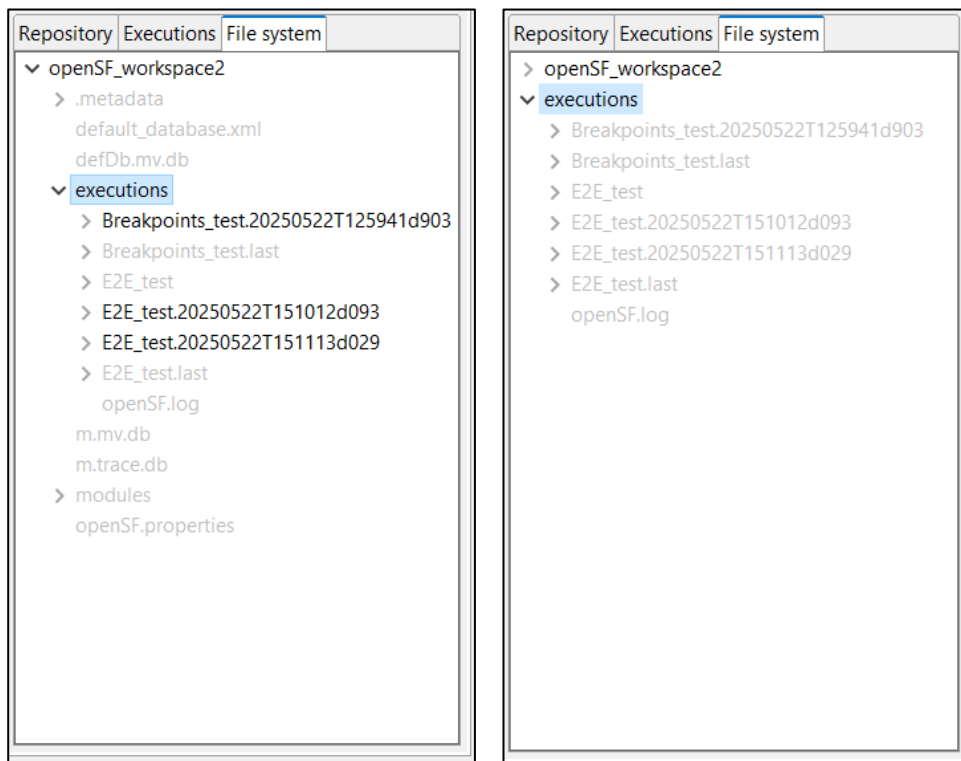 Repository Executions File system
openSF_workspace2
.metadata
default_database.xml
defDb.mv.db
executions
Breakpoints_test.20250522T125941d903
Breakpoints_test.last
E2E_test
E2E_test.20250522T151012d093
E2E_test.20250522T151113d029
E2E_test.last
openSF.log
m.mv.db
m.trace.db
modules
openSF.properties
Repository Executions File system
openSF_workspace2
executions
Breakpoints_test.20250522T125941d903
Breakpoints_test.last
E2E_test
E2E_test.20250522T151012d093
E2E_test.20250522T151113d029
E2E_test.last
openSF.log